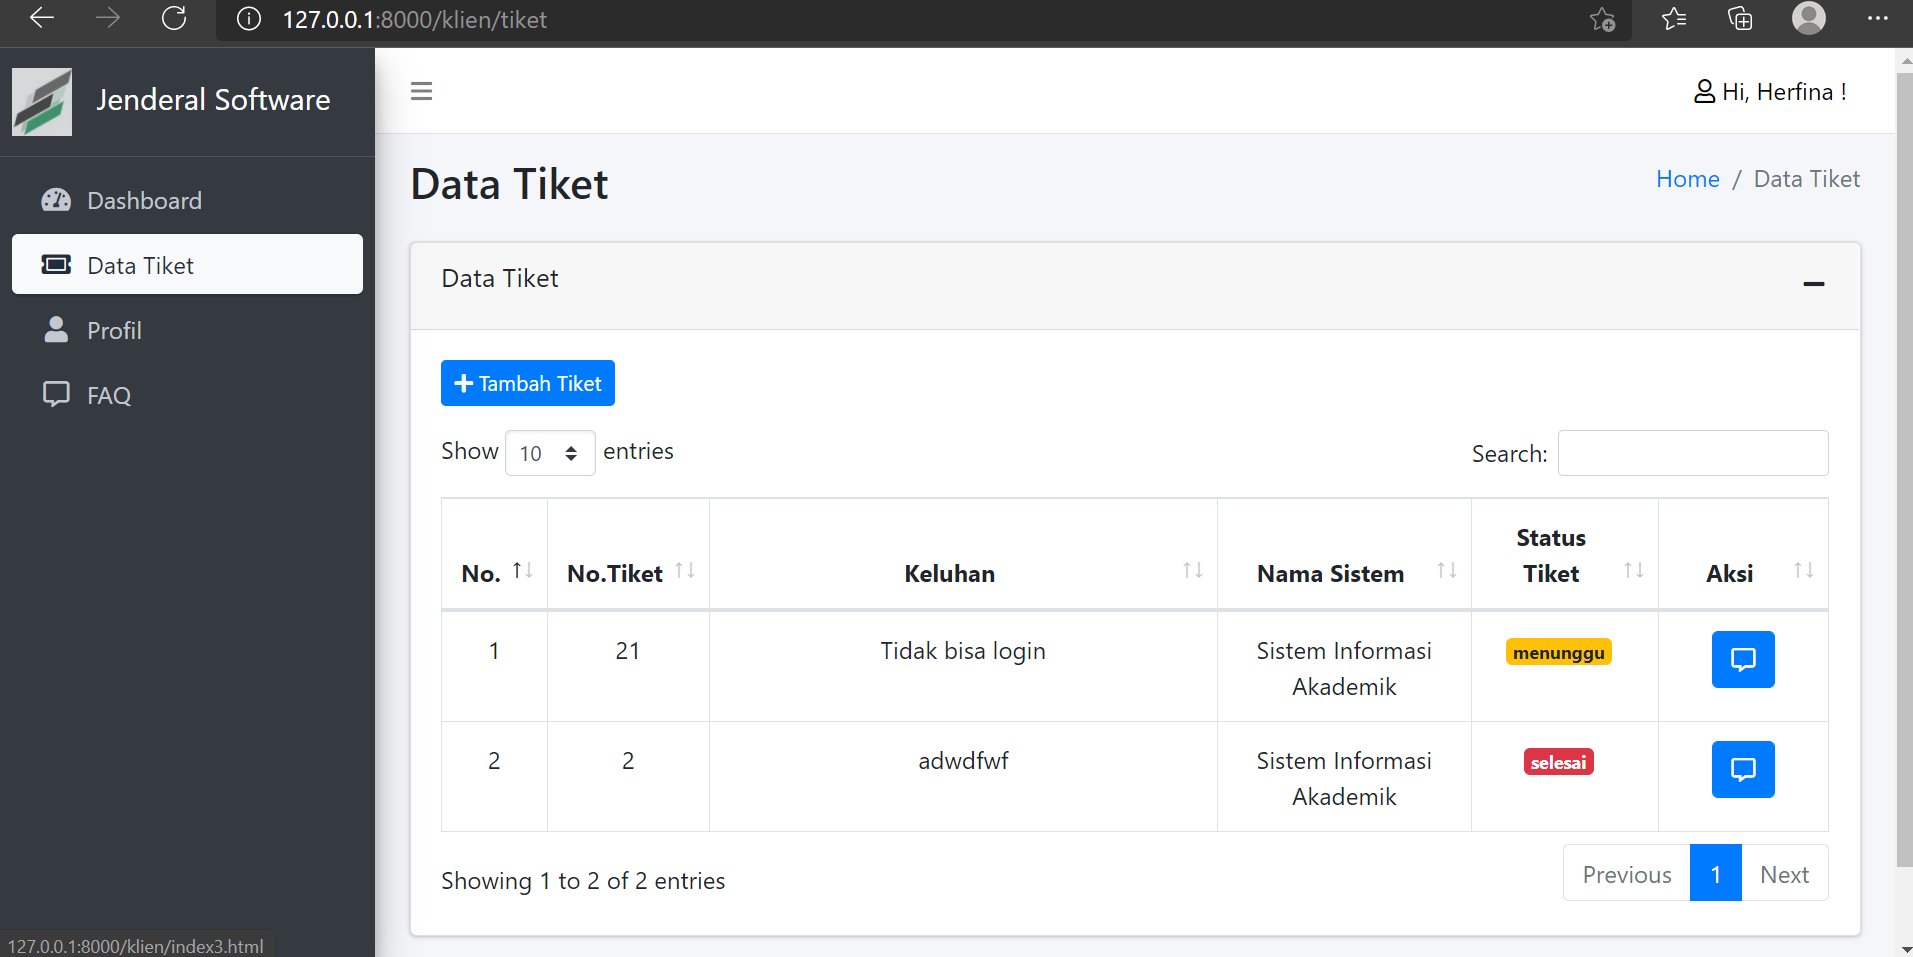 127.0.0.1:8000/klien/tiket
Jenderal Software
Hi, Herfina !
Dashboard
Data Tiket
Profil
FAQ
Data Tiket
Home / Data Tiket
Data Tiket
Tambah Tiket
Show 10 entries
Search:
No. No.Tiket Keluhan Nama Sistem Status Tiket Aksi
1 21 Tidak bisa login Sistem Informasi Akademik menunggu
2 2 adwdfwf Sistem Informasi Akademik selesai
Showing 1 to 2 of 2 entries
Previous 1 Next
127.0.0.1:8000/klien/index3.html